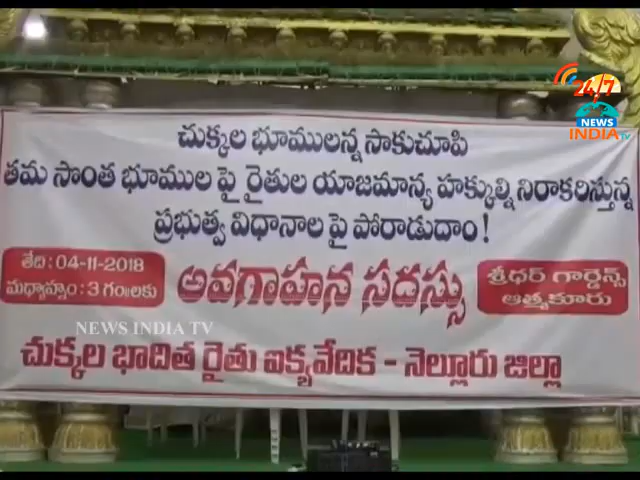 24/7
NEWS
INDIA TV
చుక్కల భూములన్న సాకుచూపి
తమ సొంత భూముల పై రైతుల యాజమాన్య హక్కుల్ని నిరాకరిస్తున్న
ప్రభుత్వ విధానాల పై పోరాడుదాం!
తేది : 04-11-2018
మధ్యాహ్నం : 3 గంటలకు
అవగాహన సదస్సు
శ్రీధర్ గార్డెన్స్
ఆత్మకూరు
NEWS INDIA TV
చుక్కల భాదిత రైతు ఐక్యవేదిక - నెల్లూరు జిల్లా